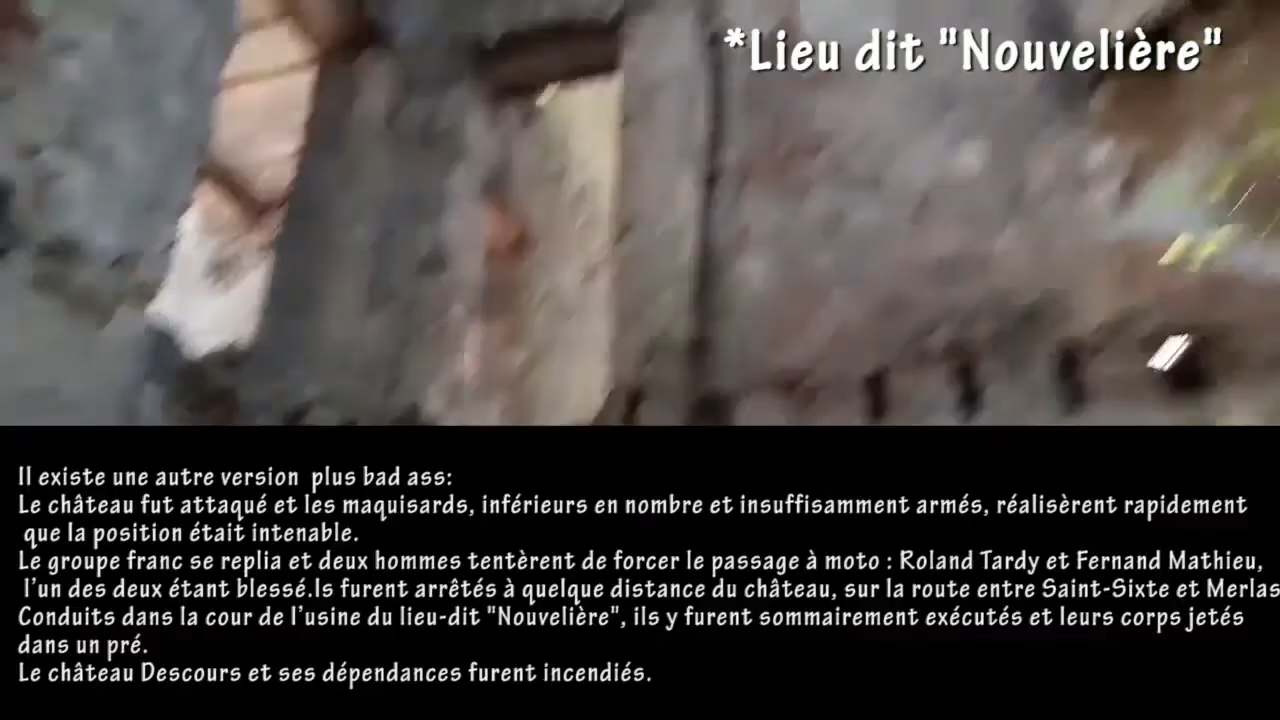 *Lieu dit "Nouvelière"
Il existe une autre version plus bad ass:
Le château fut attaqué et les maquisards, inférieurs en nombre et insuffisamment armés, réalisèrent rapidement
que la position était intenable.
Le groupe franc se replia et deux hommes tentèrent de forcer le passage à moto : Roland Tardy et Fernand Mathieu,
l'un des deux étant blessé.Is furent arrêtés à quelque distance du château, sur la route entre Saint-Sixte et Merlas
Conduits dans la cour de l'usine du lieu-dit "Nouvelière", ils y furent sommairement exécutés et leurs corps jetés
dans un pré.
Le château Descours et ses dépendances furent incendiés.